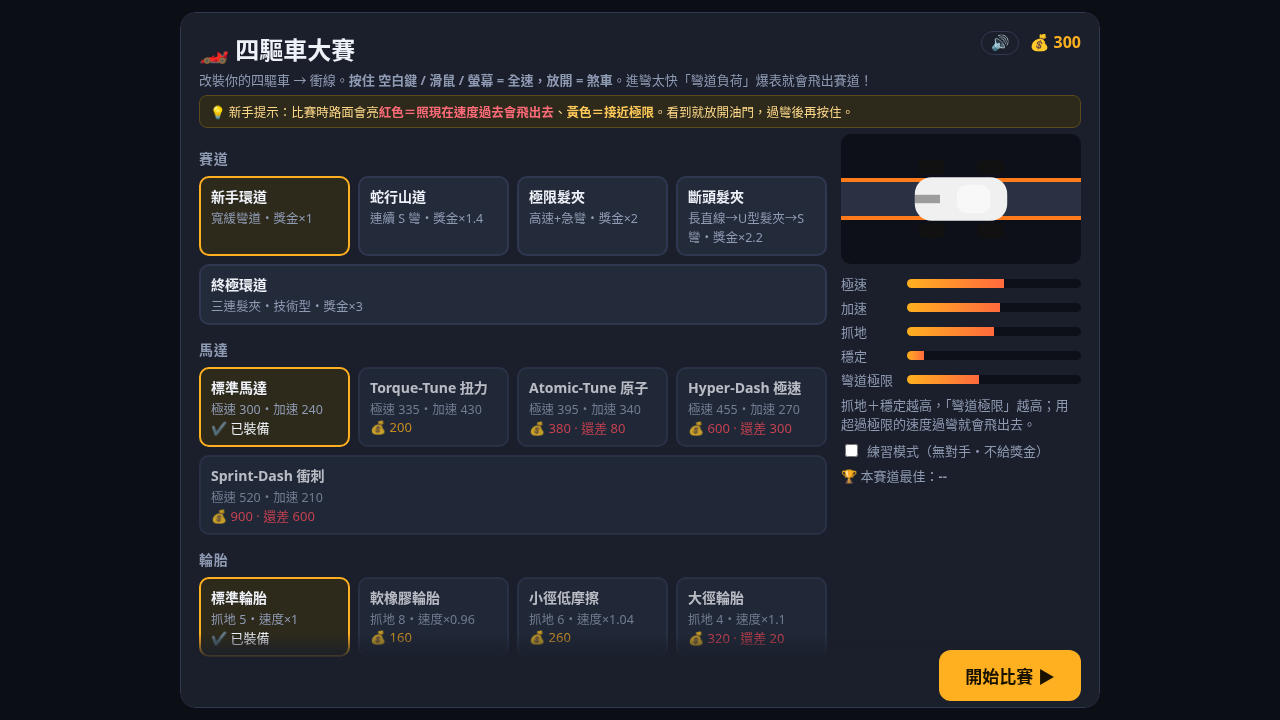 🏎️ 四驅車大賽
🔊 💰 300
改裝你的四驅車 → 衝線。按住 空白鍵 / 滑鼠 / 螢幕 = 全速，放開 = 煞車。進彎太快「彎道負荷」爆表就會飛出賽道！
💡 新手提示：比賽時路面會亮紅色＝照現在速度過去會飛出去、黃色＝接近極限。看到就放開油門，過彎後再按住。
賽道
新手環道
寬緩彎道・獎金×1
蛇行山道
連續 S 彎・獎金×1.4
極限髮夾
高速+急彎・獎金×2
斷頭髮夾
長直線→U型髮夾→S
彎・獎金×2.2
終極環道
三連髮夾・技術型・獎金×3
馬達
標準馬達
極速 300・加速 240
✔️ 已裝備
Torque-Tune 扭力
極速 335・加速 430
💰 200
Atomic-Tune 原子
極速 395・加速 340
💰 380 · 還差 80
Hyper-Dash 極速
極速 455・加速 270
💰 600 · 還差 300
Sprint-Dash 衝刺
極速 520・加速 210
💰 900 · 還差 600
輪胎
標準輪胎
抓地 5・速度×1
✔️ 已裝備
軟橡膠輪胎
抓地 8・速度×0.96
💰 160
小徑低摩擦
抓地 6・速度×1.04
💰 260
大徑輪胎
抓地 4・速度×1.1
💰 320 · 還差 20
極速
加速
抓地
穩定
彎道極限
抓地＋穩定越高，「彎道極限」越高；用
超過極限的速度過彎就會飛出去。
練習模式（無對手・不給獎金）
🏆 本賽道最佳：--
開始比賽 ▶